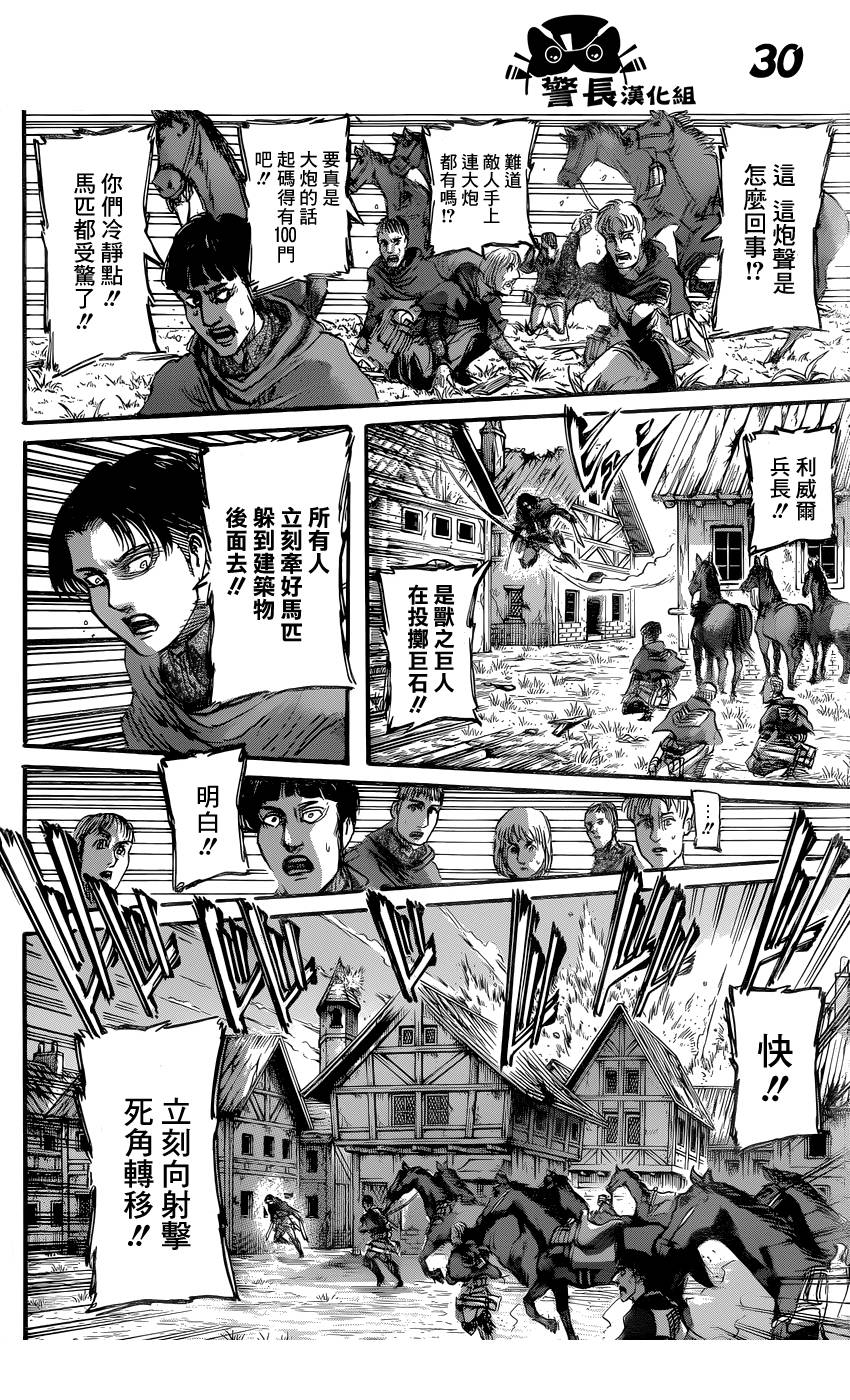 30
警長漢化組
這 這炮聲是
怎麼回事!?
難道
敵人手上
連大炮
都有嗎!?
要真是
大炮的話
起碼得有100門
吧!!
你們冷靜點!!
馬匹都受驚了!!
利威爾
兵長!!
是獸之巨人
在投擲巨石!!
所有人
立刻牽好馬匹
躲到建築物
後面去!!
…!!
明白!!
快!!
立刻向射擊
死角轉移!!